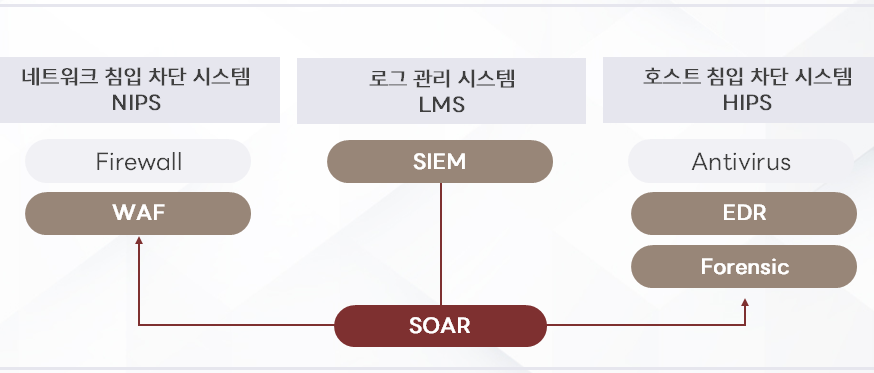 네트워크 침입 차단 시스템
NIPS
로그 관리 시스템
LMS
호스트 침입 차단 시스템
HIPS
Firewall
WAF
SIEM
Antivirus
EDR
Forensic
SOAR